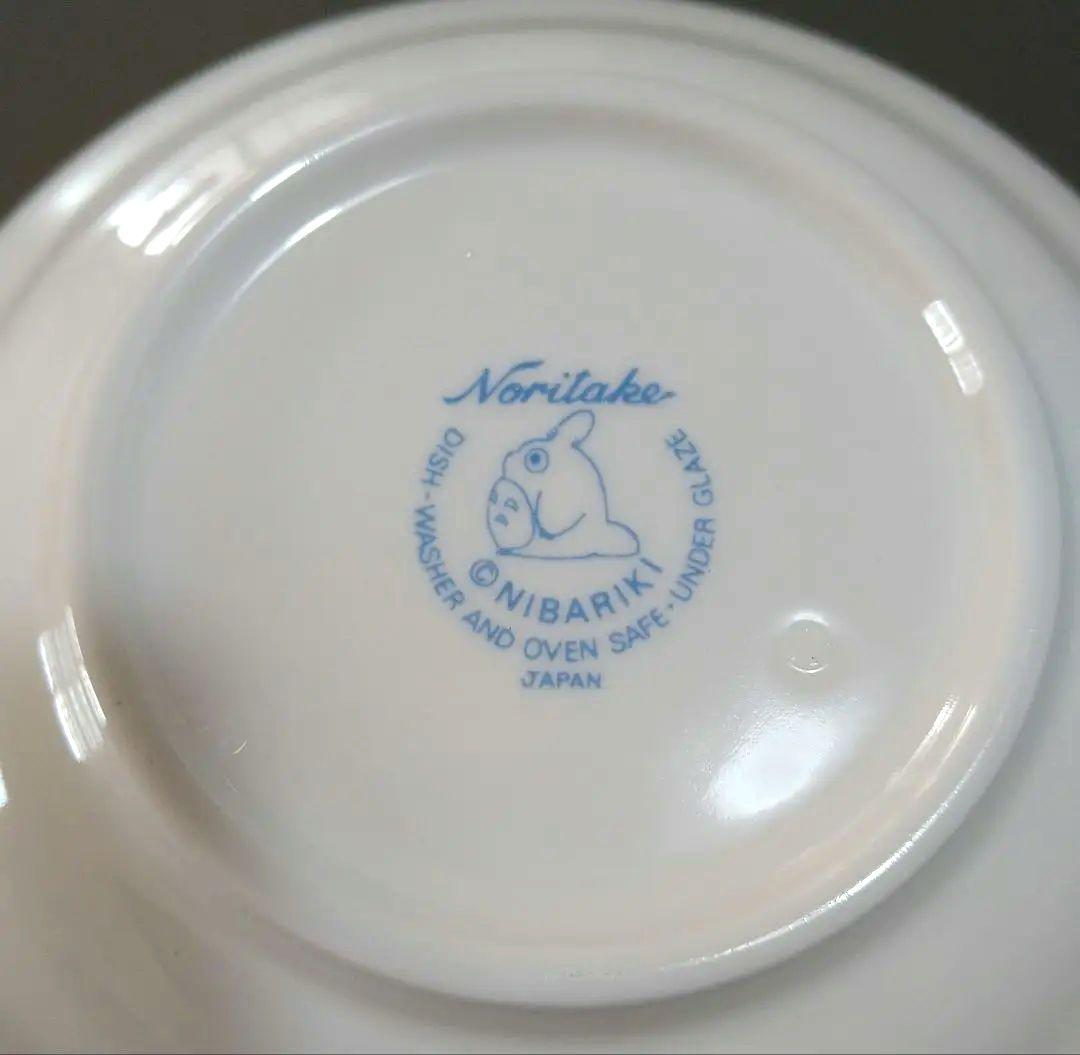 Noritake
©NIBARIKI
DISH-WASHER AND OVEN SAFE·UNDER GLAZE
JAPAN